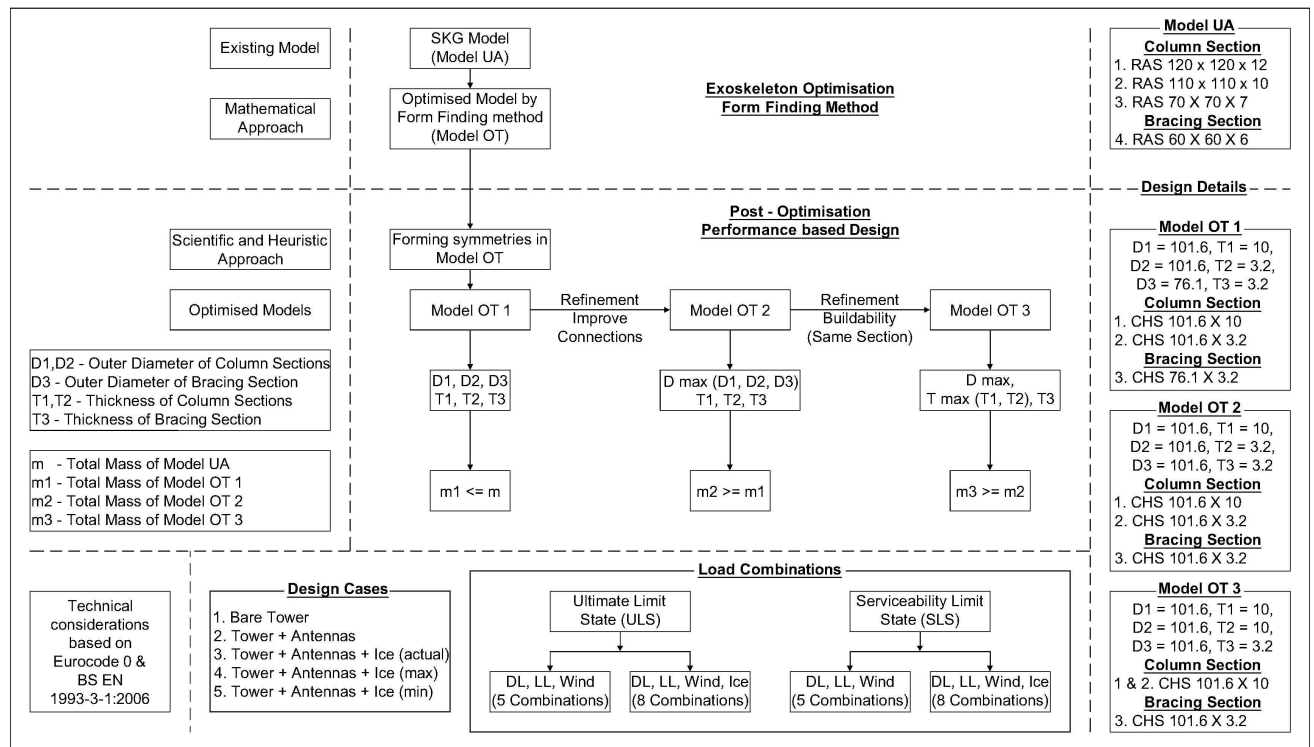 Existing Model
Mathematical
Approach
SKG Model
(Model UA)
Optimised Model by
Form Finding method
(Model OT)
Exoskeleton Optimisation
Form Finding Method
Model UA
Column Section
1. RAS 120 x 120 x 12
2. RAS 110 x 110 x 10
3. RAS 70 X 70 X 7
Bracing Section
4. RAS 60 X 60 X 6
Design Details
Scientific and Heuristic
Approach
Optimised Models
D1,D2 - Outer Diameter of Column Sections
D3 - Outer Diameter of Bracing Section
T1,T2 - Thickness of Column Sections
T3 - Thickness of Bracing Section
m - Total Mass of Model UA
m1 - Total Mass of Model OT 1
m2 - Total Mass of Model OT 2
m3 - Total Mass of Model OT 3
Post - Optimisation
Performance based Design
Forming symmetries in
Model OT
Model OT 1
Refinement
Improve
Connections
Model OT 2
Refinement
Buildability
(Same Section)
Model OT 3
D1, D2, D3
T1, T2, T3
D max (D1, D2, D3)
T1, T2, T3
D max,
T max (T1, T2), T3
m1 <= m
m2 >= m1
m3 >= m2
Model OT 1
D1 = 101.6, T1 = 10,
D2 = 101.6, T2 = 3.2,
D3 = 76.1, T3 = 3.2
Column Section
1. CHS 101.6 X 10
2. CHS 101.6 X 3.2
Bracing Section
3. CHS 76.1 X 3.2
Model OT 2
D1 = 101.6, T1 = 10,
D2 = 101.6, T2 = 3.2,
D3 = 101.6, T3 = 3.2
Column Section
1. CHS 101.6 X 10
2. CHS 101.6 X 3.2
Bracing Section
3. CHS 101.6 X 3.2
Model OT 3
D1 = 101.6, T1 = 10,
D2 = 101.6, T2 = 10,
D3 = 101.6, T3 = 3.2
Column Section
1 & 2. CHS 101.6 X 10
Bracing Section
3. CHS 101.6 X 3.2
Technical
considerations
based on
Eurocode 0 &
BS EN
1993-3-1:2006
Design Cases
1. Bare Tower
2. Tower + Antennas
3. Tower + Antennas + Ice (actual)
4. Tower + Antennas + Ice (max)
5. Tower + Antennas + Ice (min)
Load Combinations
Ultimate Limit
State (ULS)
DL, LL, Wind
(5 Combinations)
DL, LL, Wind, Ice
(8 Combinations)
Serviceability Limit
State (SLS)
DL, LL, Wind
(5 Combinations)
DL, LL, Wind, Ice
(8 Combinations)